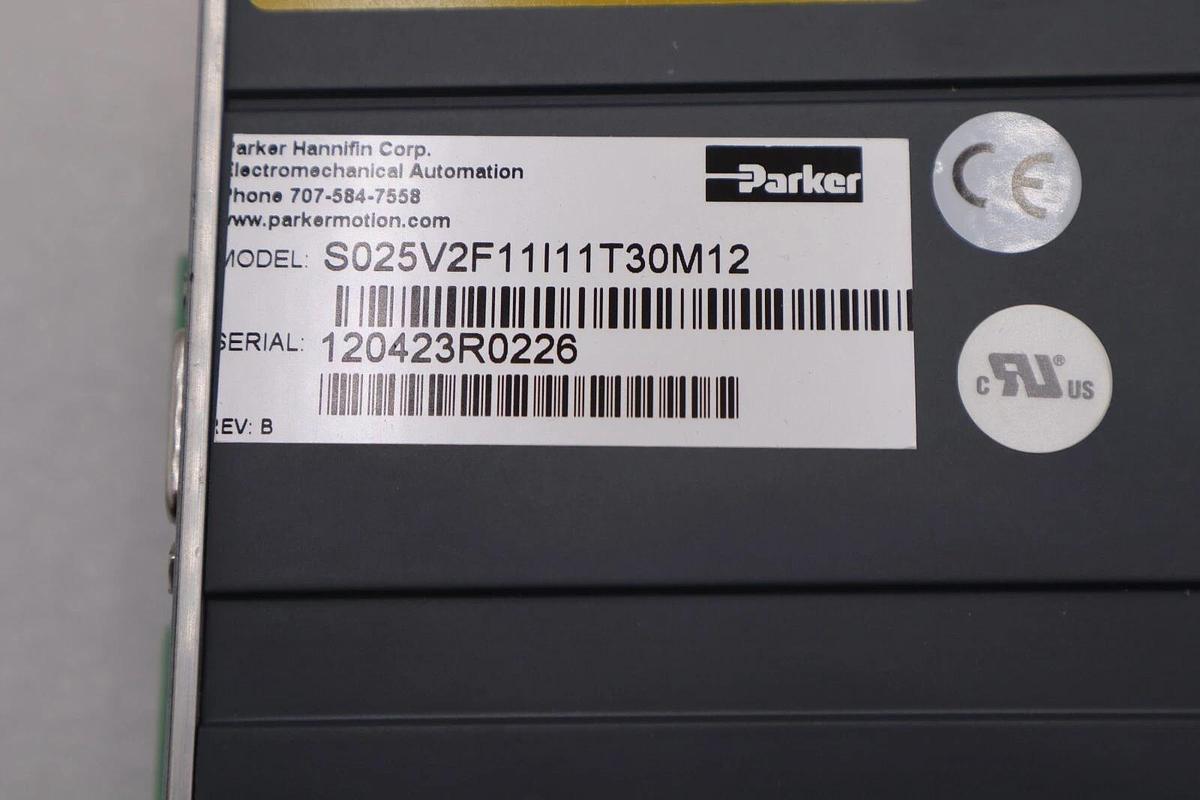 Parker Hannifin Corp.
Electromechanical Automation
Phone 707-584-7558
www.parkermotion.com
Parker
MODEL: S025V2F11I11T30M12
SERIAL: 120423R0226
REV: B
CE
C RU® US